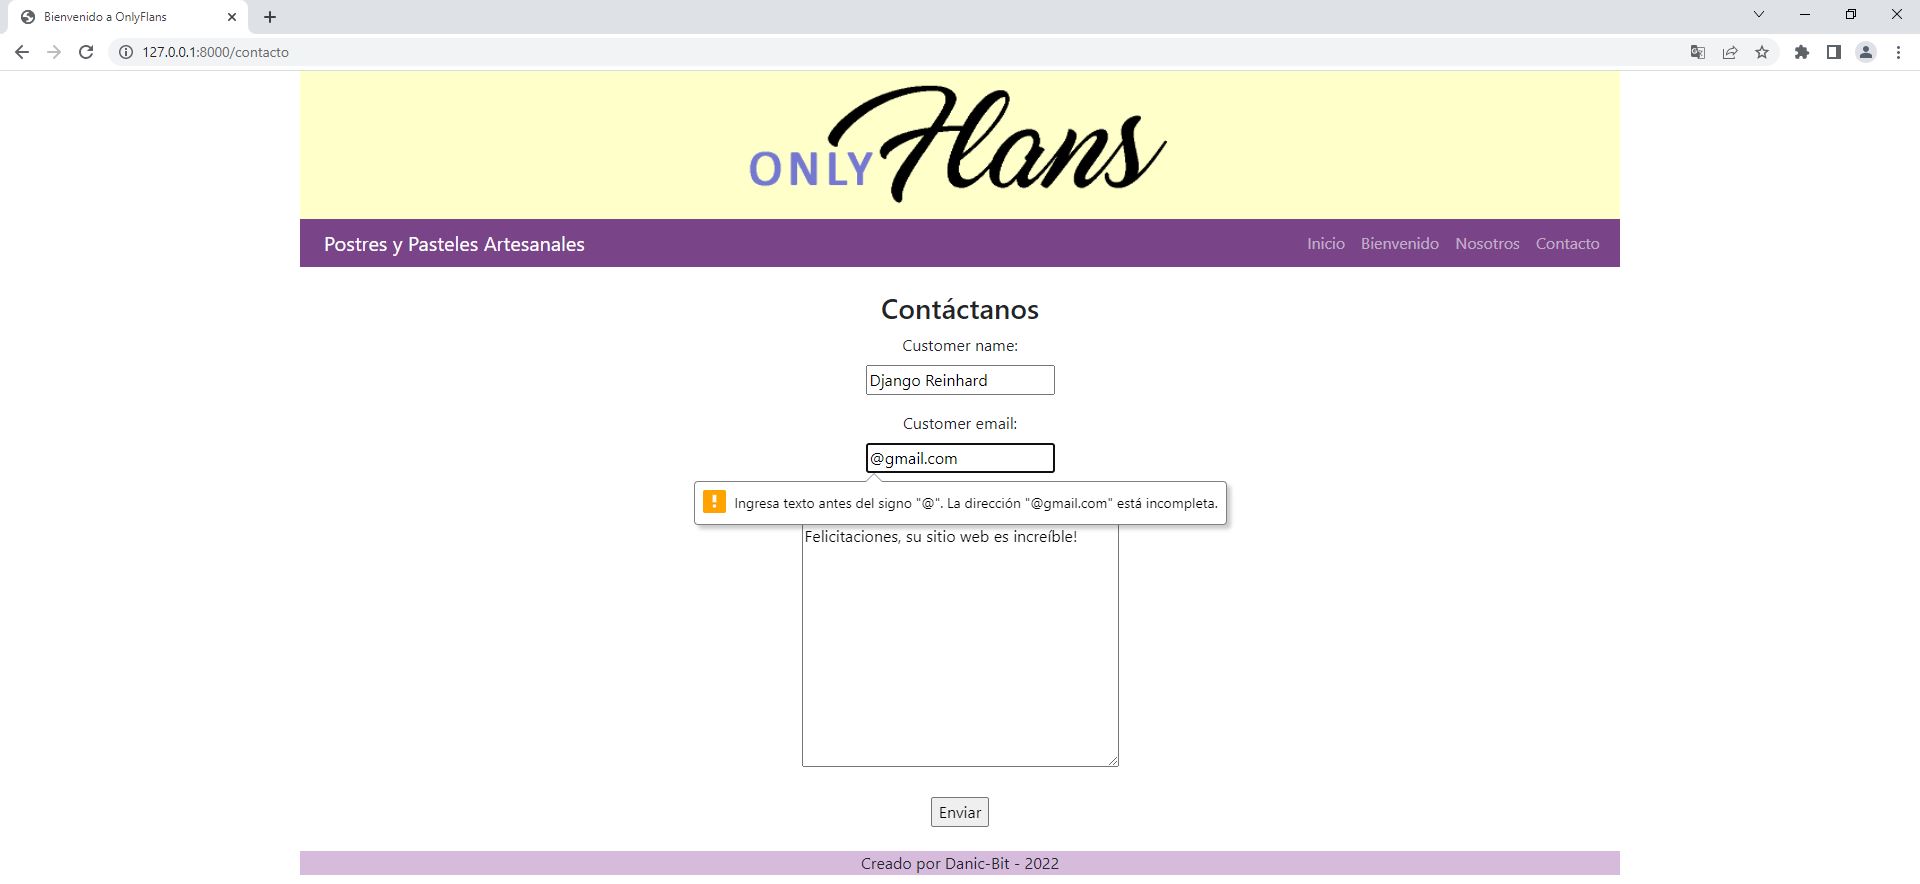 Bienvenido a OnlyFlans
127.0.0.1:8000/contacto
ONLY Flans
Postres y Pasteles Artesanales
Inicio Bienvenido Nosotros Contacto
Contáctanos
Customer name:
Django Reinhard
Customer email:
@gmail.com
Ingresa texto antes del signo "@". La dirección "@gmail.com" está incompleta.
Felicitaciones, su sitio web es increíble!
Enviar
Creado por Danic-Bit - 2022